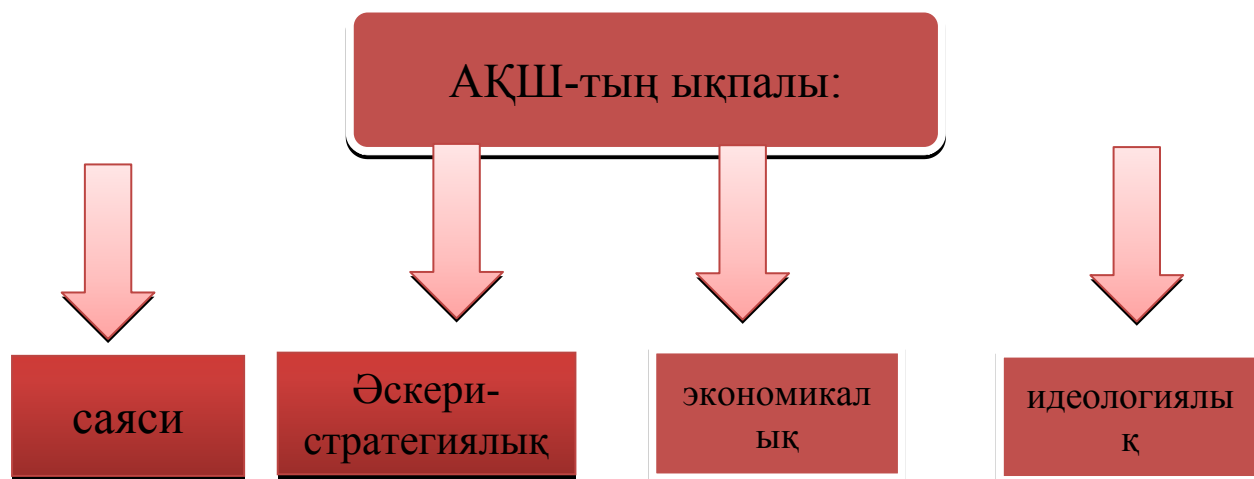 АҚШ-тың ықпалы:
саяси
Әскери-
стратегиялық
экономикал
ық
идеологиялы
қ